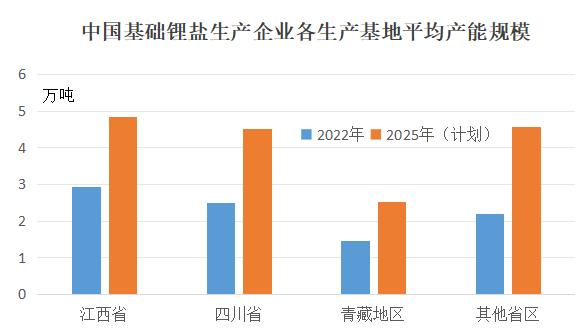 中国基础锂盐生产企业各生产基地平均产能规模
6
万吨
5
2022年 2025年（计划）
4
3
2
1
0
江西省 四川省 青藏地区 其他省区